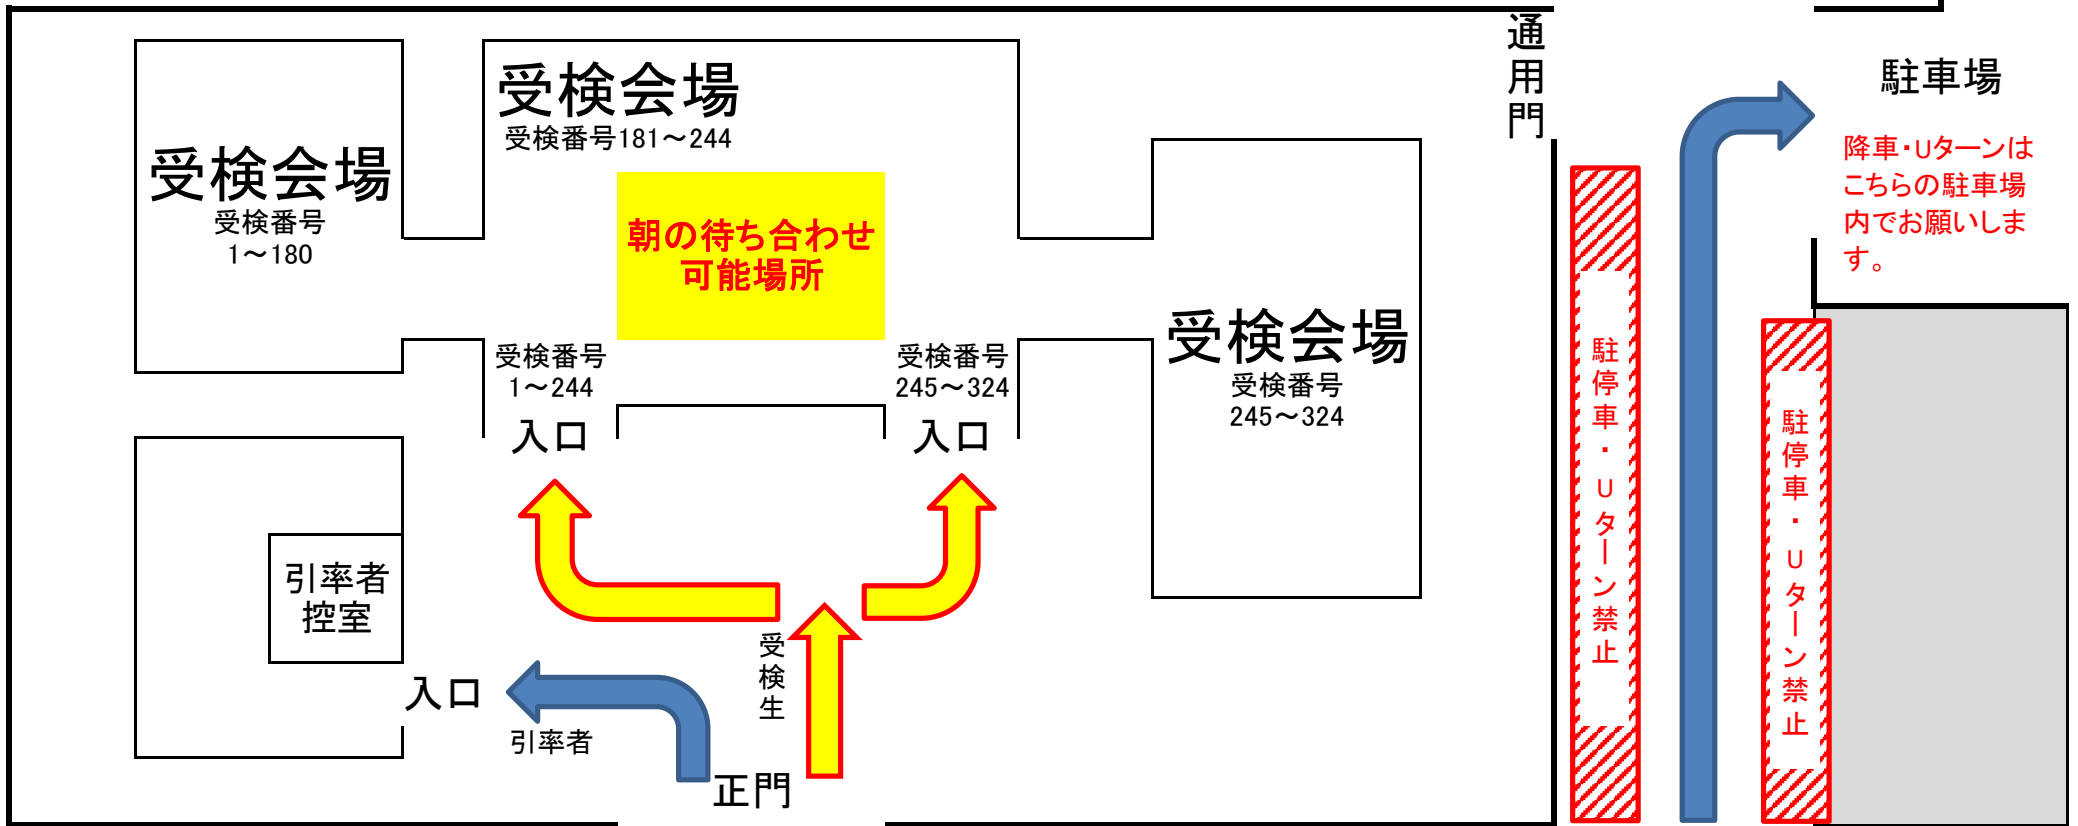 受検会場
受検番号
1～180
受検会場
受検番号181～244
朝の待ち合わせ
可能場所
受検番号
1～244
入口
受検番号
245～324
入口
受検会場
受検番号
245～324
引率者
控室
入口
引率者
受検生
正門
通用門
駐停車・Uターン禁止
駐停車・Uターン禁止
駐車場
降車・Uターンは
こちらの駐車場
内でお願いしま
す。